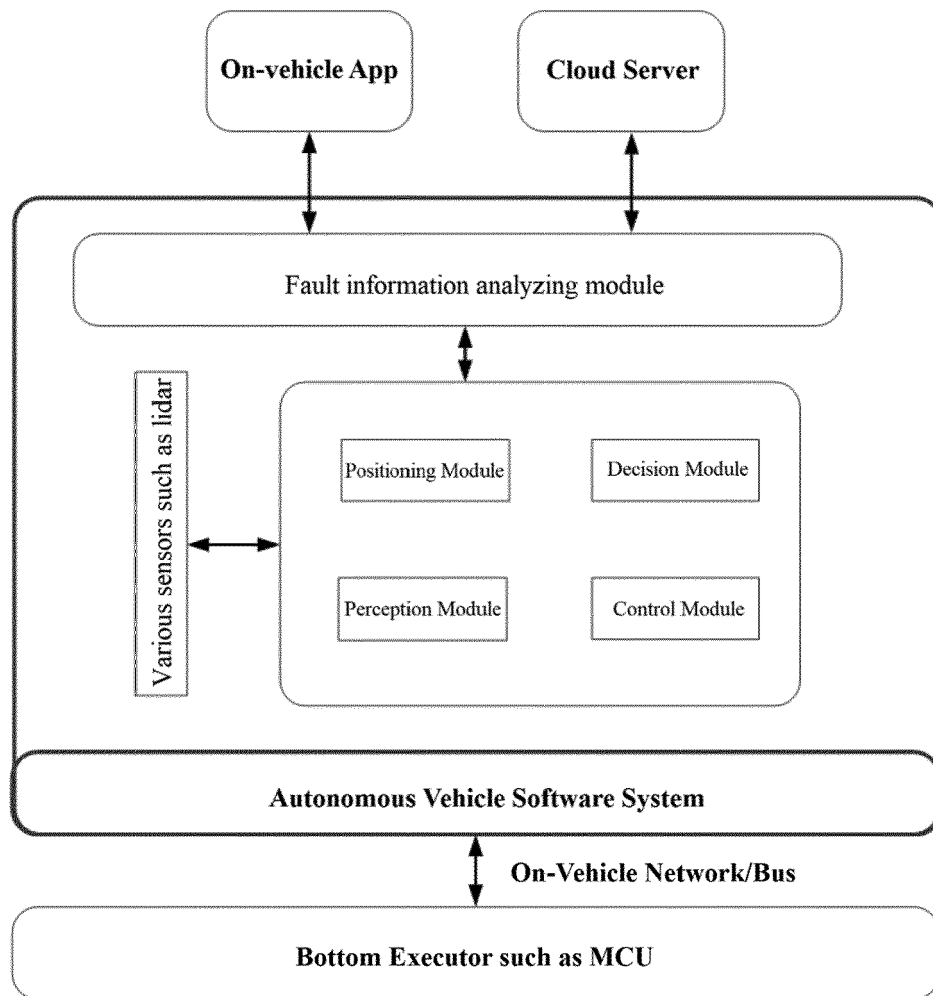 On-vehicle App
Cloud Server
Fault information analyzing module
Various sensors such as lidar
Positioning Module
Decision Module
Perception Module
Control Module
Autonomous Vehicle Software System
On-Vehicle Network/Bus
Bottom Executor such as MCU